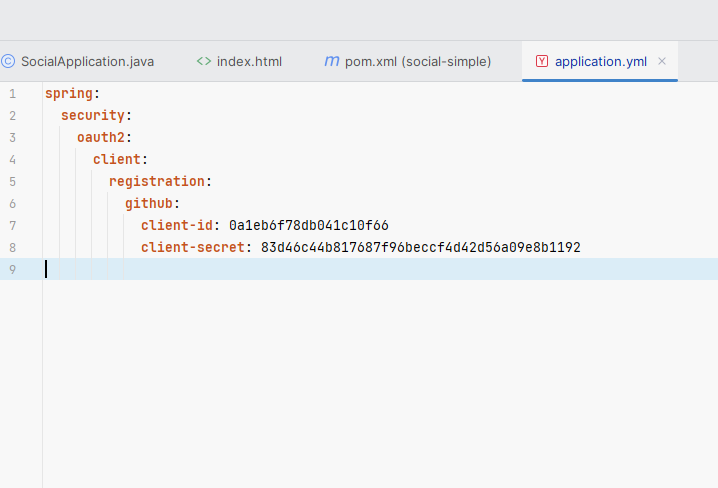 SocialApplication.java index.html pom.xml (social-simple) application.yml
1 spring:
2 security:
3 oauth2:
4 client:
5 registration:
6 github:
7 client-id: 0a1eb6f78db041c10f66
8 client-secret: 83d46c44b817687f96beccf4d42d56a09e8b1192
9